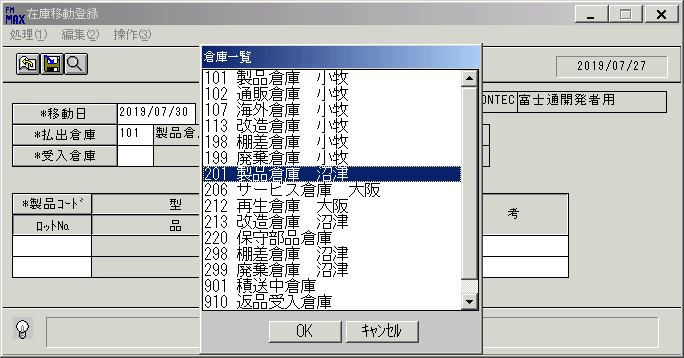 FM MAX 在庫移動登録
処理(1) 編集(2) 操作(3)
2019/07/27
ONTEC 富士通開発者用
*移動日 2019/07/30
*払出倉庫 101 製品倉
*受入倉庫
*製品コード 型 考
ロットNo. 品
倉庫一覧
101 製品倉庫 小牧
102 通販倉庫 小牧
107 海外倉庫 小牧
113 改造倉庫 小牧
198 棚差倉庫 小牧
199 廃棄倉庫 小牧
201 製品倉庫 沼津
206 サービス倉庫 大阪
212 再生倉庫 大阪
213 改造倉庫 沼津
220 保守部品倉庫
298 棚差倉庫 沼津
299 廃棄倉庫 沼津
901 積送中倉庫
910 返品受入倉庫
OK キャンセル